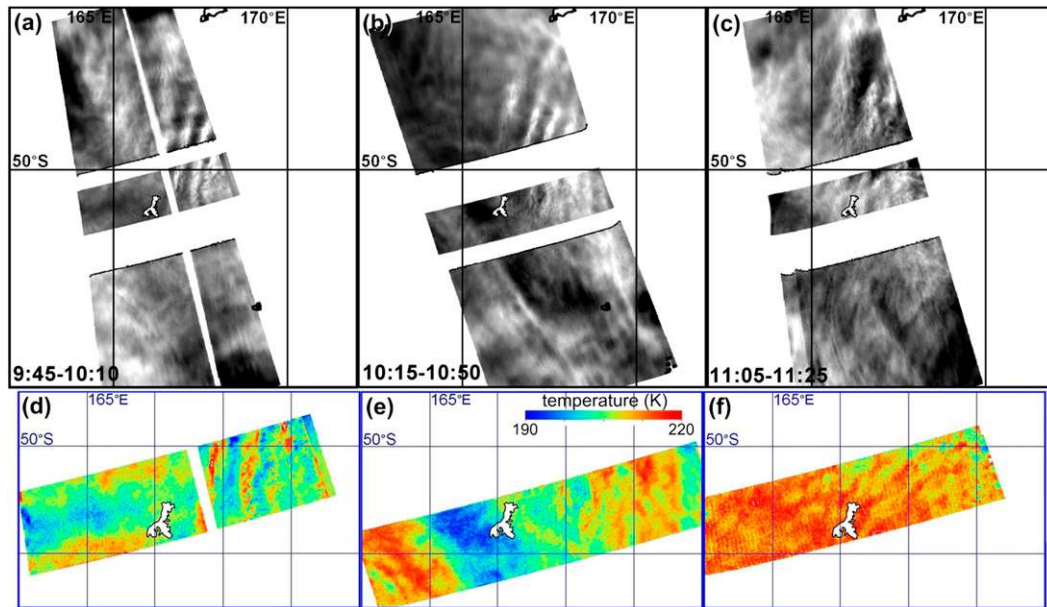 (a) 165°E 170°E
50°S
9:45-10:10
(b) 165°E 170°E
10:15-10:50
(c) 165°E 170°E
50°S
11:05-11:25
(d) 165°E
50°S
(e) 165°E
temperature (K)
190 220
(f) 165°E
50°S